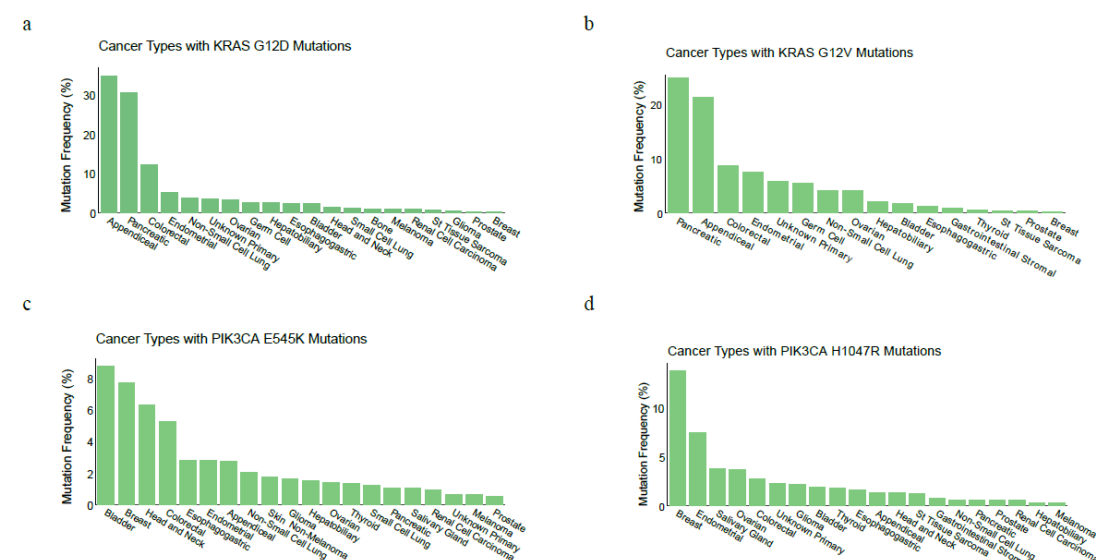 a
Cancer Types with KRAS G12D Mutations
Mutation Frequency (%)
30
20
10
0
Appendiceal
Pancreatic
Colorectal
Endometrial
Non-Small Cell Lung
Unknown Primary
Ovarian
Germ Cell
Hepatobiliary
Esophagogastric
Bladder
Head and Neck
Small Cell Lung
Bone
Melanoma
Renal Cell Carcinoma
St Tissue Sarcoma
Glioma
Prostate
Breast
b
Cancer Types with KRAS G12V Mutations
Mutation Frequency (%)
20
10
0
Pancreatic
Appendiceal
Colorectal
Endometrial
Unknown Primary
Germ Cell
Non-Small Cell Lung
Ovarian
Hepatobiliary
Bladder
Esophagogastric
Gastrointestinal Stromal
Thyroid
St Tissue Sarcoma
Prostate
Breast
c
Cancer Types with PIK3CA E545K Mutations
Mutation Frequency (%)
8
6
4
2
0
Bladder
Breast
Head and Neck
Colorectal
Esophagogastric
Endometrial
Appendiceal
Non-Small Cell Lung
Skin Non-Melanoma
Glioma
Hepatobiliary
Ovarian
Thyroid
Small Cell Lung
Pancreatic
Salivary Gland
Renal Cell Carcinoma
Unknown Primary
Melanoma
Prostate
d
Cancer Types with PIK3CA H1047R Mutations
Mutation Frequency (%)
10
5
0
Breast
Endometrial
Salivary Gland
Ovarian
Colorectal
Unknown Primary
Glioma
Bladder
Thyroid
Esophagogastric
Appendiceal
Head and Neck
St Tissue Sarcoma
Gastrointestinal Strom
Non-Small Cell Lung
Pancreatic
Prostate
Renal Cell Carcinoma
Hepatobiliary
Melanoma